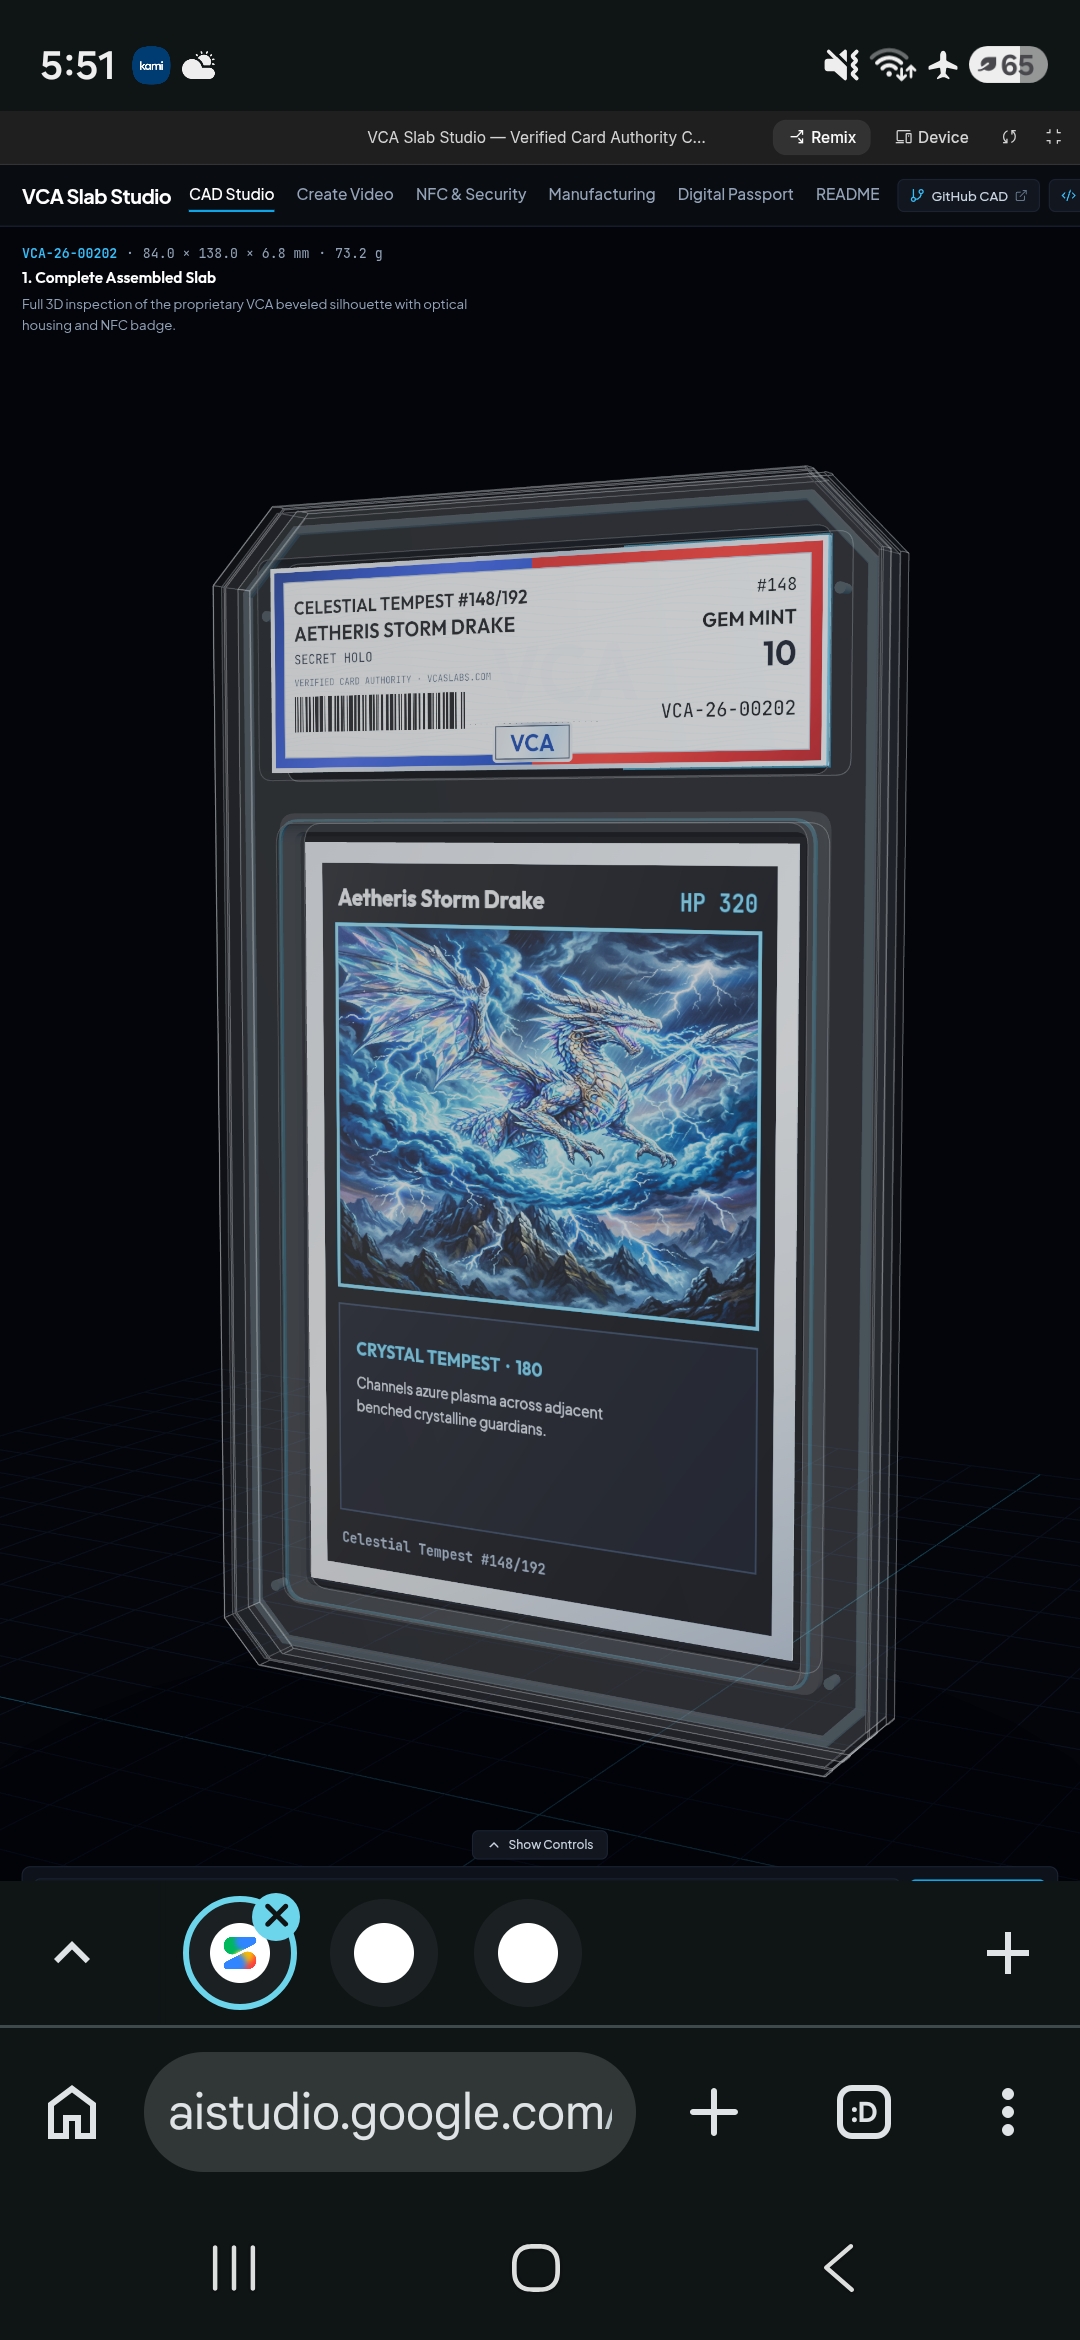 5:51 kami 65
VCA Slab Studio — Verified Card Authority C... Remix Device
VCA Slab Studio CAD Studio Create Video NFC & Security Manufacturing Digital Passport README GitHub CAD
VCA-26-00202 · 84.0 × 138.0 × 6.8 mm · 73.2 g
1. Complete Assembled Slab
Full 3D inspection of the proprietary VCA beveled silhouette with optical
housing and NFC badge.
CELESTIAL TEMPEST #148/192
AETHERIS STORM DRAKE
SECRET HOLO
VERIFIED CARD AUTHORITY · VCASLABS.COM
#148
GEM MINT
10
VCA-26-00202
VCA
VCA
Aetheris Storm Drake HP 320
CRYSTAL TEMPEST · 180
Channels azure plasma across adjacent
benched crystalline guardians.
Celestial Tempest #148/192
Show Controls
aistudio.google.com/
:D